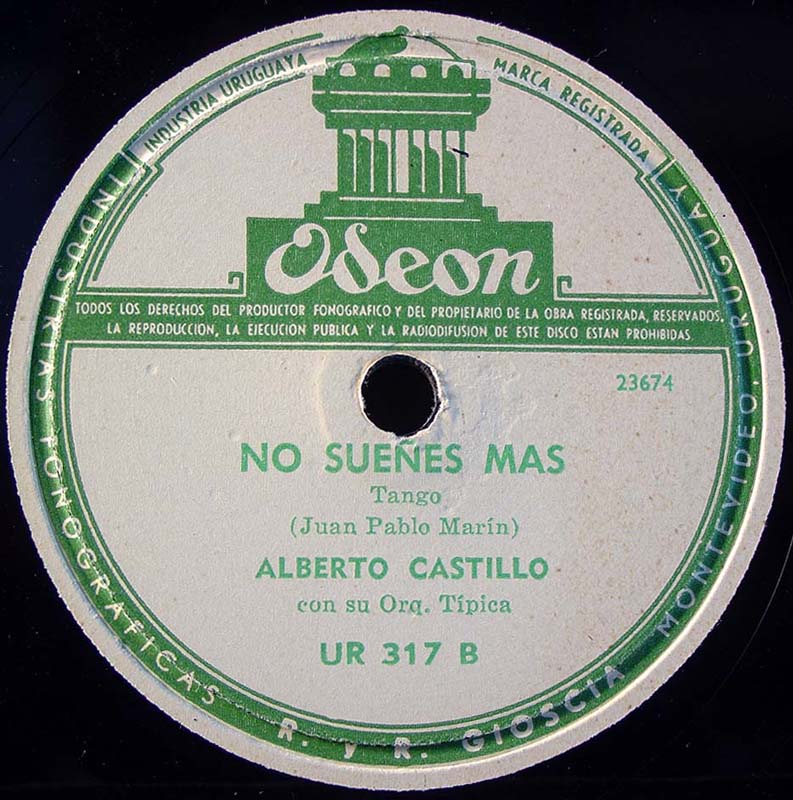 INDUSTRIA URUGUAYA
MARCA REGISTRADA
Odeon
TODOS LOS DERECHOS DEL PRODUCTOR FONOGRAFICO Y DEL PROPIETARIO DE LA OBRA REGISTRADA, RESERVADOS.
LA REPRODUCCION, LA EJECUCION PUBLICA Y LA RADIODIFUSION DE ESTE DISCO ESTAN PROHIBIDAS
23674
NO SUEÑES MAS
Tango
(Juan Pablo Marín)
ALBERTO CASTILLO
con su Orq. Típica
UR 317 B
INDUSTRIAS FONOGRAFICAS R. y R. GIOSCIA MONTEVIDEO, URUGUAY